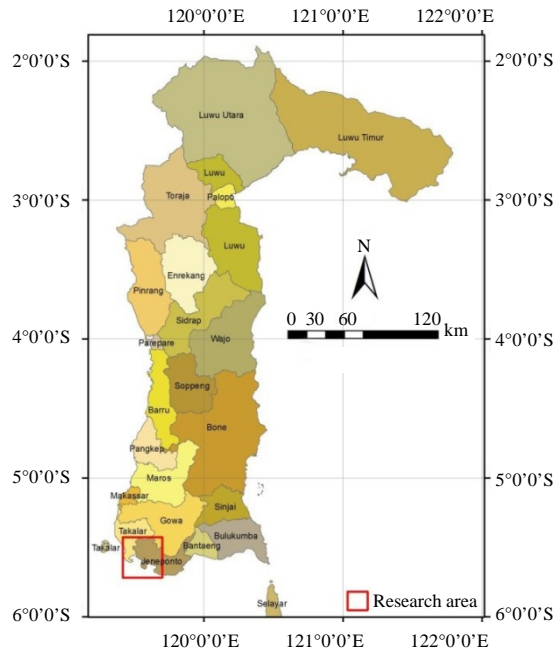 120°0'0"E 121°0'0"E 122°0'0"E
2°0'0"S 2°0'0"S
Luwu Utara
Luwu Timur
Luwu
3°0'0"S Toraja Palopo 3°0'0"S
Luwu
N
Enrekang
Pinrang
Sidrap
0 30 60 120 km
4°0'0"S Parepare Wajo 4°0'0"S
Soppeng
Barru
Bone
Pangkep
5°0'0"S Maros 5°0'0"S
Makassar
Sinjai
Gowa
Takalar
Bulukumba
Takalar Bantaeng
Jeneponto
Selayar Research area
6°0'0"S 6°0'0"S
120°0'0"E 121°0'0"E 122°0'0"E